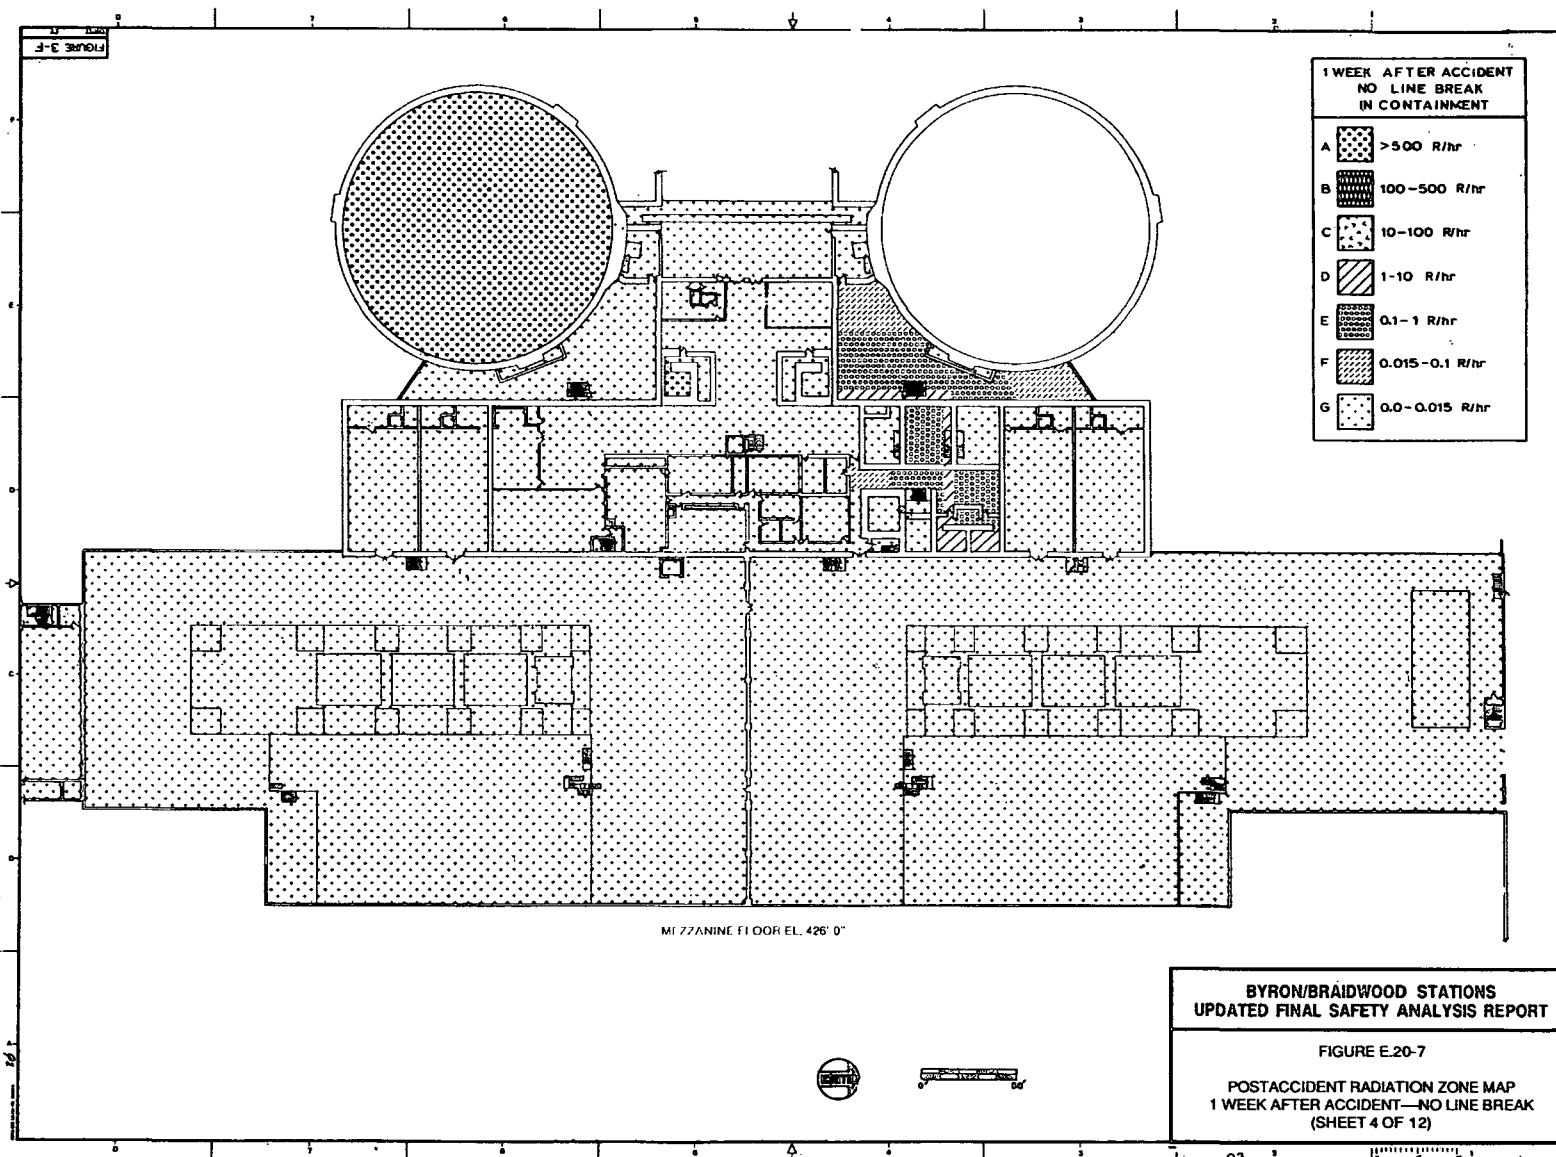 FIGURE 3-F
1 WEEK AFTER ACCIDENT
NO LINE BREAK
IN CONTAINMENT
A >500 R/hr
B 100-500 R/hr
C 10-100 R/hr
D 1-10 R/hr
E 0.1-1 R/hr
F 0.015-0.1 R/hr
G 0.0-0.015 R/hr
MEZZANINE FLOOR EL. 426' 0"
BYRON/BRAIDWOOD STATIONS
UPDATED FINAL SAFETY ANALYSIS REPORT
FIGURE E.20-7
POSTACCIDENT RADIATION ZONE MAP
1 WEEK AFTER ACCIDENT—NO LINE BREAK
(SHEET 4 OF 12)